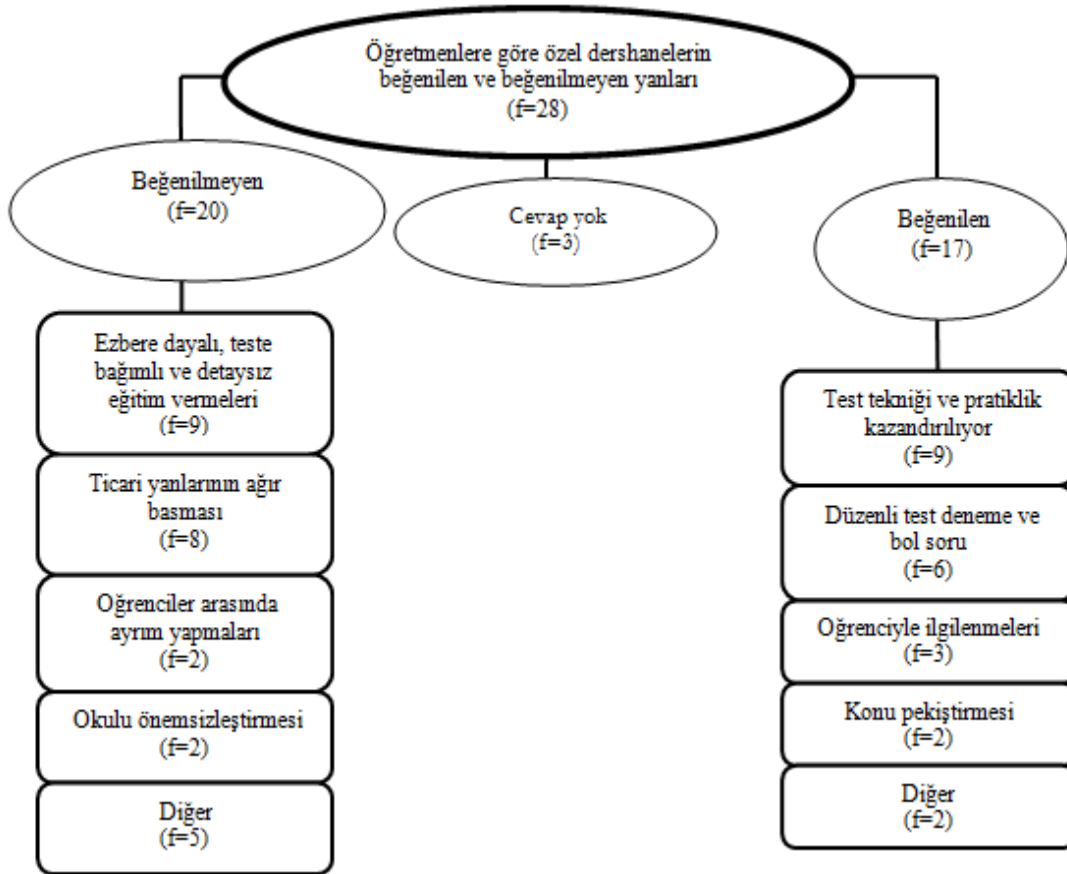 Öğretmenlere göre özel dershanelerin
beğenilen ve beğenilmeyen yanları
(f=28)
Beğenilmeyen
(f=20)
Cevap yok
(f=3)
Beğenilen
(f=17)
Ezbere dayalı, teste
bağımlı ve detaysız
eğitim vermeleri
(f=9)
Ticari yanlarının ağır
basması
(f=8)
Oğrenciler arasında
ayrım yapmaları
(f=2)
Okulu önemsizleştirmesi
(f=2)
Diğer
(f=5)
Test tekniği ve pratiklik
kazandırılıyor
(f=9)
Düzenli test deneme ve
bol soru
(f=6)
Oğrenciyle ilgilenmeleri
(f=3)
Konu pekiştirmesi
(f=2)
Diğer
(f=2)